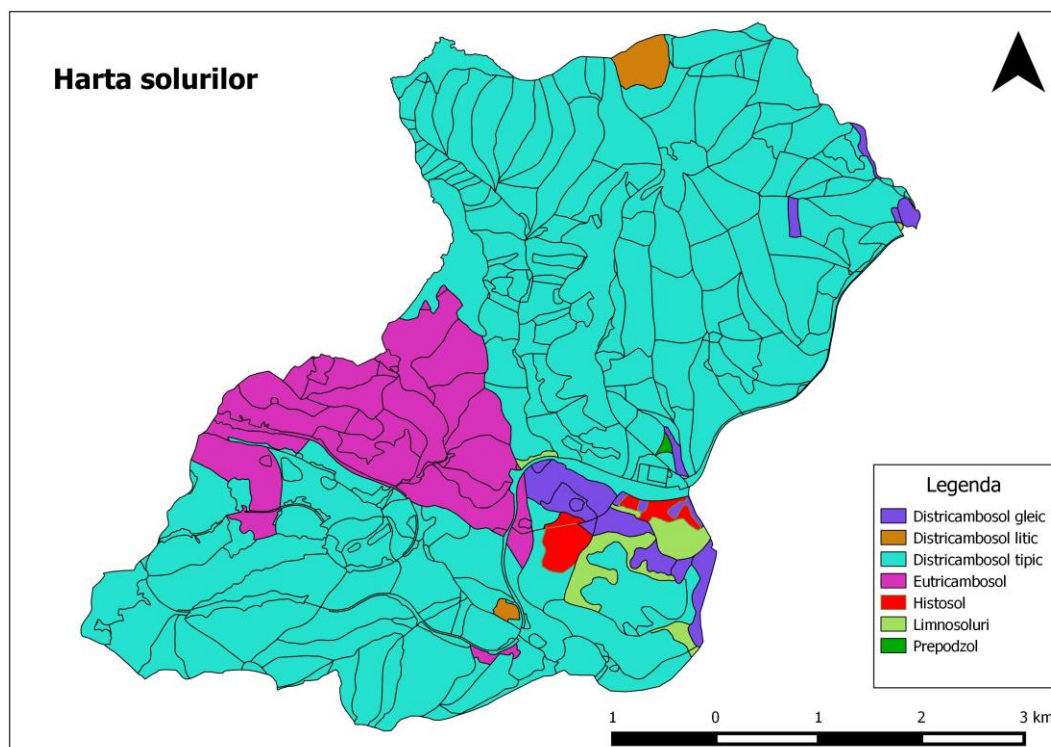 Harta solurilor
Legenda
Districambosol gleic
Districambosol litic
Districambosol tipic
Eutricambosol
Histosol
Limnosoluri
Prepodzol
1 0 1 2 3 km